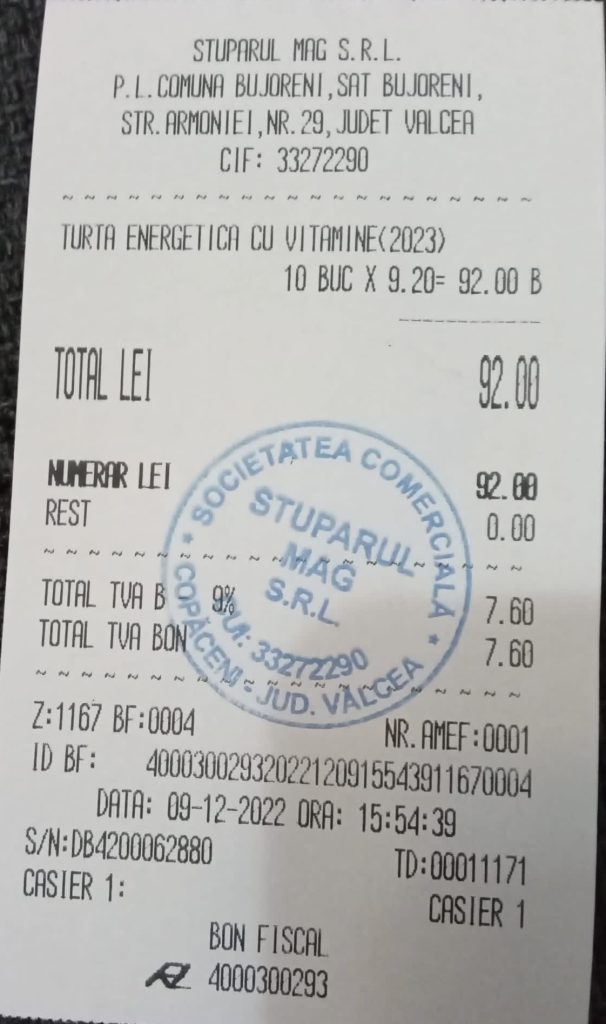 STUPARUL MAG S.R.L.
P.L.COMUNA BUJORENI,SAT BUJORENI,
STR.ARMONIEI,NR.29,JUDET VALCEA
CIF: 33272290
~ ~ ~ ~ ~ ~ ~ ~ ~ ~ ~ ~ ~ ~ ~ ~ ~ ~ ~ ~ ~ ~
TURTA ENERGETICA CU VITAMINE(2023)
10 BUC X 9.20= 92.00 B
------------
TOTAL LEI 92.00
NUMERAR LEI 92.00
REST 0.00
~ ~ ~ ~ ~ ~ ~ ~ ~ ~ ~ ~ ~ ~ ~ ~ ~ ~ ~ ~ ~ ~
TOTAL TVA B 9% 7.60
TOTAL TVA BON 7.60
~ ~ ~ ~ ~ ~ ~ ~ ~ ~ ~ ~ ~ ~ ~ ~ ~ ~ ~ ~ ~ ~
Z:1167 BF:0004 NR.AMEF:0001
ID BF: 40003002932022120915543911670004
DATA: 09-12-2022 ORA: 15:54:39
S/N:DB4200062880 TD:00011171
CASIER 1: CASIER 1
BON FISCAL
4000300293
* SOCIETATEA COMERCIALĂ *
STUPARUL
MAG
S.R.L.
CUI: 33272290
COPĂCENI - JUD. VÂLCEA